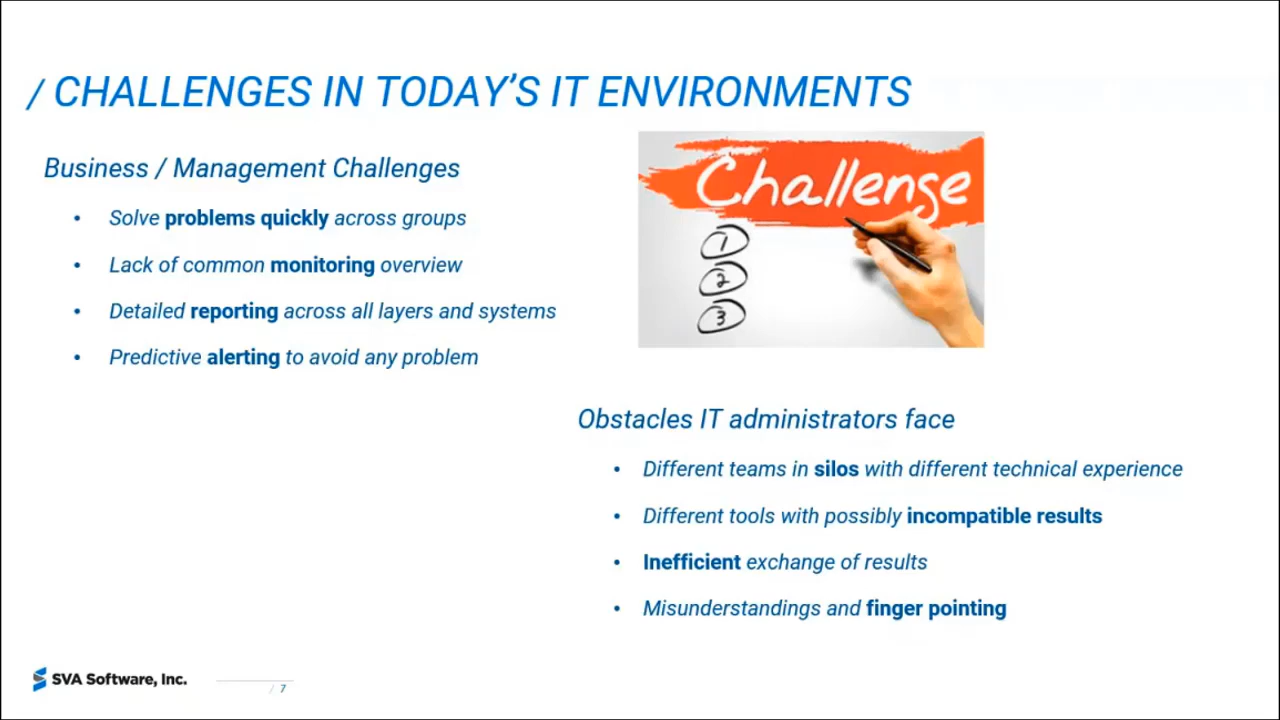 / CHALLENGES IN TODAY’S IT ENVIRONMENTS
Business / Management Challenges
• Solve problems quickly across groups
• Lack of common monitoring overview
• Detailed reporting across all layers and systems
• Predictive alerting to avoid any problem
Challenge
1
2
3
Obstacles IT administrators face
• Different teams in silos with different technical experience
• Different tools with possibly incompatible results
• Inefficient exchange of results
• Misunderstandings and finger pointing
SVA Software, Inc.
/ 7